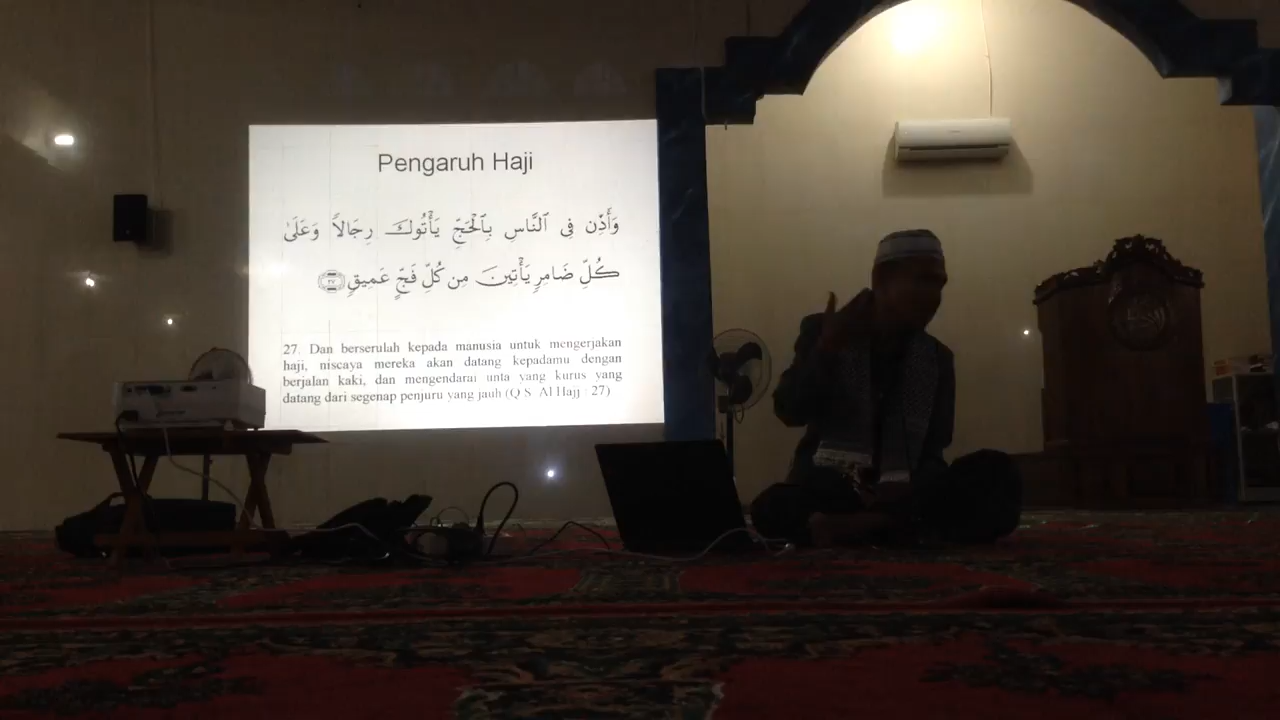 Pengaruh Haji
وَأَذِّن فِى ٱلنَّاسِ بِٱلْحَجِّ يَأْتُوكَ رِجَالاً وَعَلَىٰ
كُلِّ ضَامِرٍ يَأْتِينَ مِن كُلِّ فَجٍّ عَمِيقٍ ٢٧
27. Dan berserulah kepada manusia untuk mengerjakan
haji, niscaya mereka akan datang kepadamu dengan
berjalan kaki, dan mengendarai unta yang kurus yang
datang dari segenap penjuru yang jauh (Q S Al Hajj : 27)